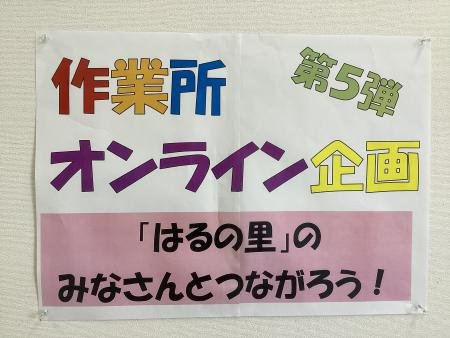 作業所
第5弾
オンライン企画
「はるの里」の
みなさんとつながろう！